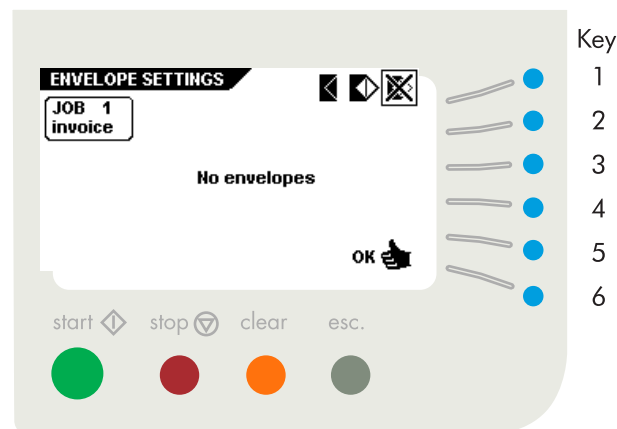 Key
ENVELOPE SETTINGS
1
JOB 1
invoice
2
3
No envelopes
4
OK
5
6
start stop clear esc.